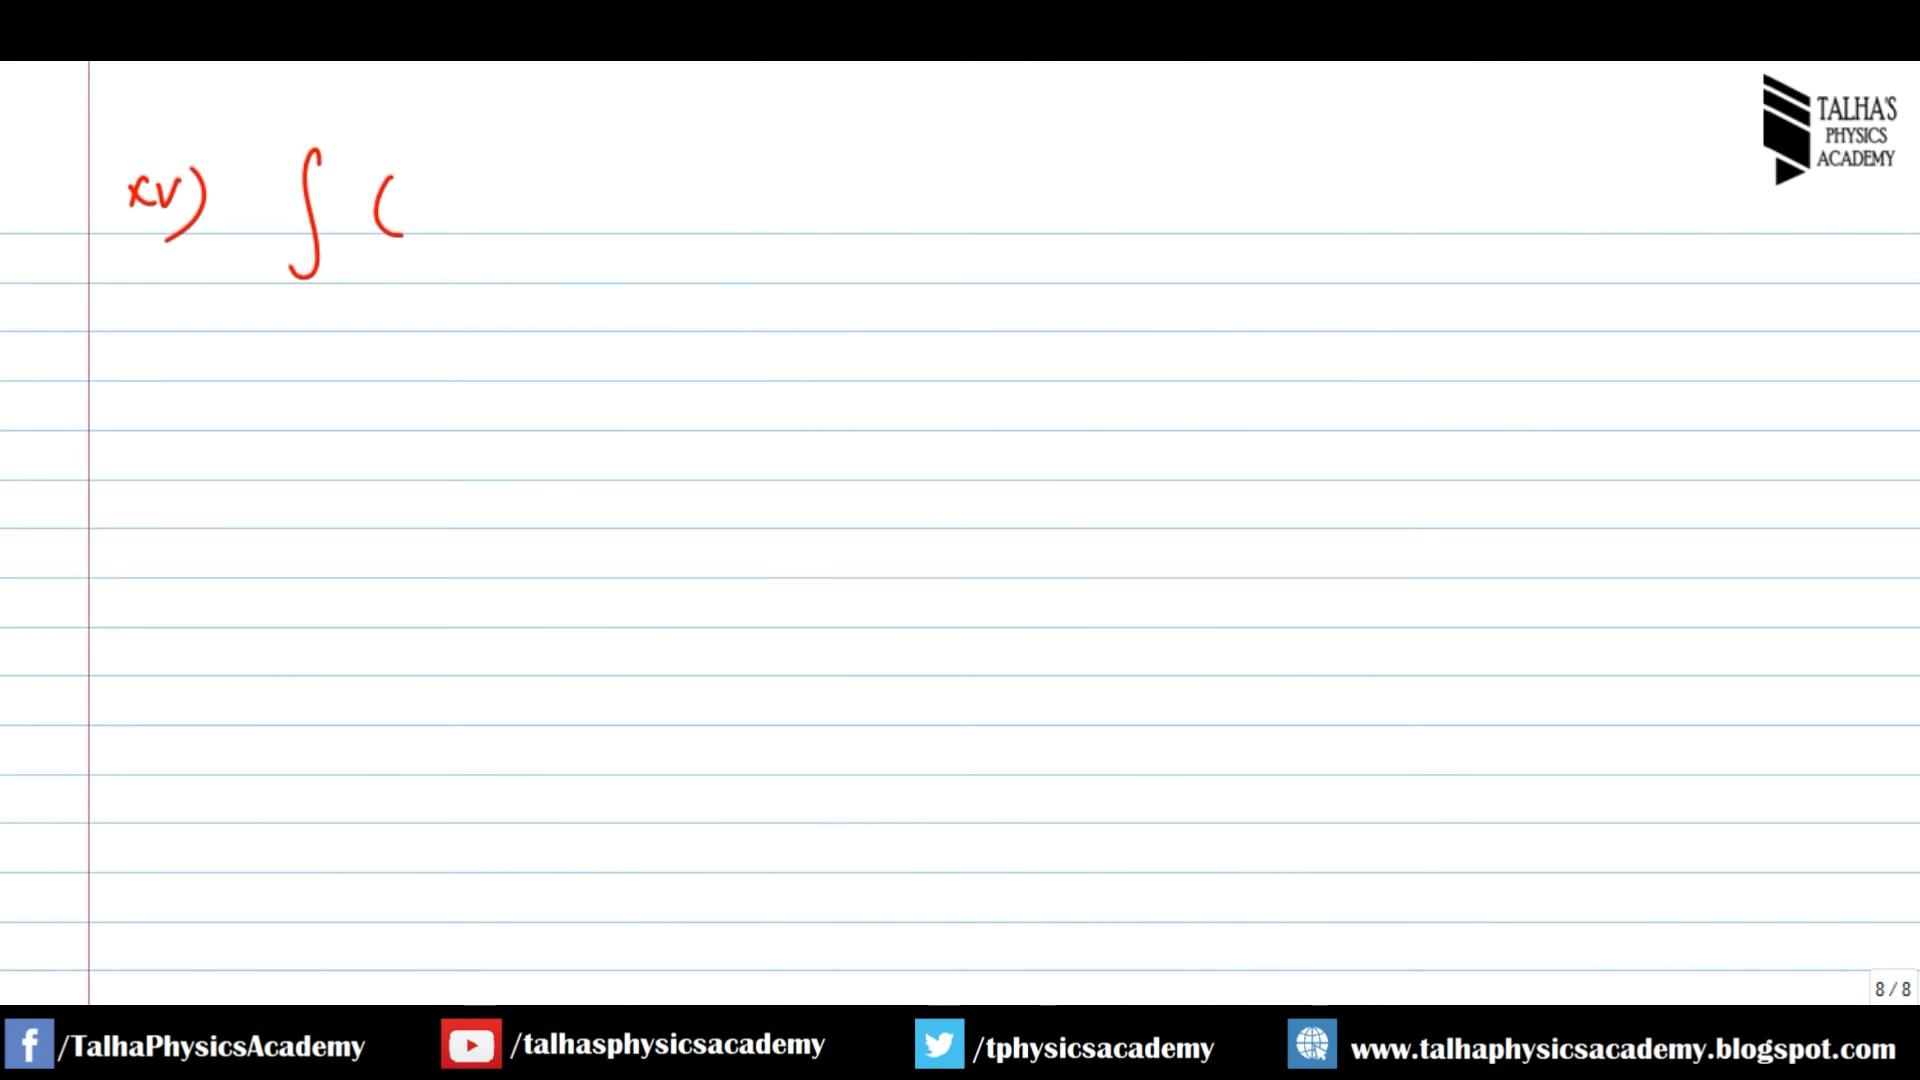 TALHA'S
PHYSICS
ACADEMY
xv) ∫ (
8 / 8
/TalhaPhysicsAcademy
/talhasphysicsacademy
/tphysicsacademy
www.talhaphysicsacademy.blogspot.com